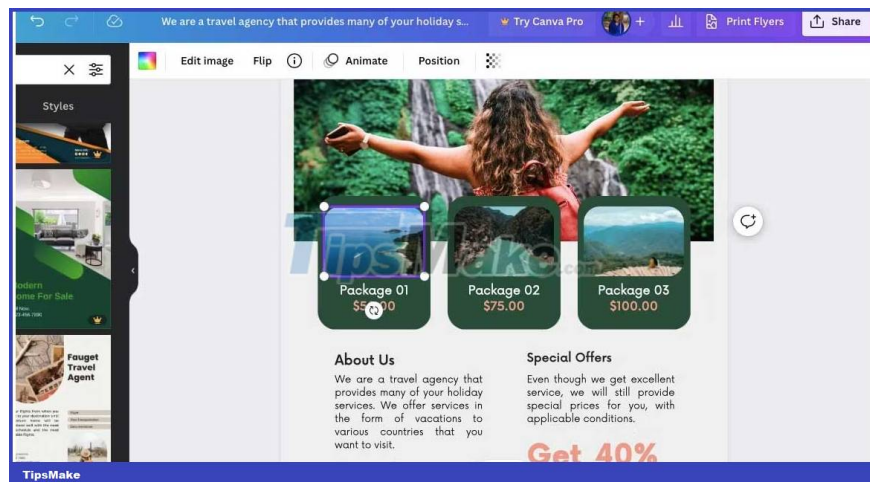 We are a travel agency that provides many of your holiday s...
Try Canva Pro
+
Print Flyers
Share
Edit image
Flip
Animate
Position
Styles
Modern
Home For Sale
Fauget
Travel
Agent
TipsMake.com
Package 01
Package 02
$75.00
Package 03
$100.00
About Us
We are a travel agency that
provides many of your holiday
services. We offer services in
the form of vacations to
various countries that you
want to visit.
Special Offers
Even though we get excellent
service, we will still provide
special prices for you, with
applicable conditions.
Get 40%
TipsMake